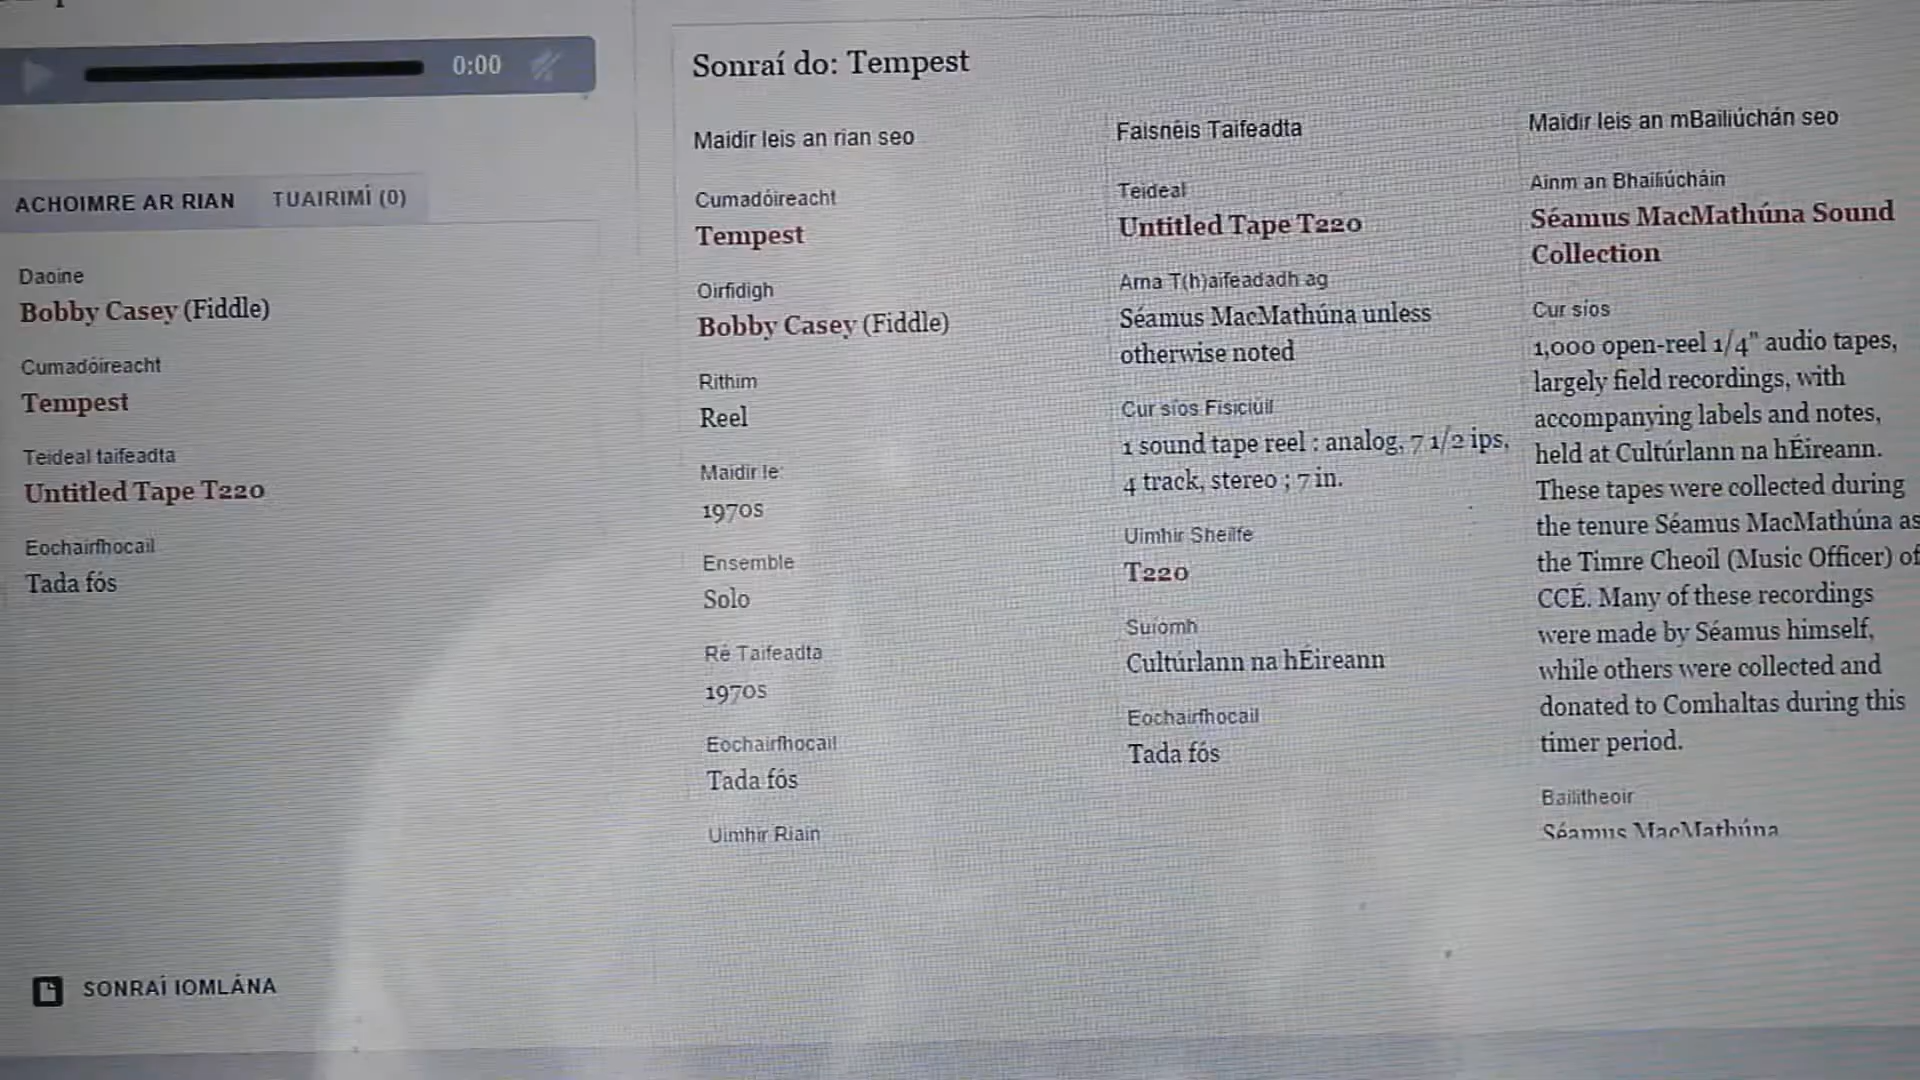 0:00
ACHOIMRE AR RIAN
TUAIRIMÍ (0)
Daoine
Bobby Casey (Fiddle)
Cumadóireacht
Tempest
Teideal taifeadta
Untitled Tape T220
Eochairfhocail
Tada fós
SONRAÍ IOMLÁNA
Sonraí do: Tempest
Maidir leis an rian seo
Cumadóireacht
Tempest
Oirfidigh
Bobby Casey (Fiddle)
Rithim
Reel
Maidir le:
1970s
Ensemble
Solo
Ré Taifeadta
1970s
Eochairfhocail
Tada fós
Uimhir Riain
Faisnéis Taifeadta
Teideal
Untitled Tape T220
Arna T(h)aifeadadh ag
Séamus MacMathúna unless
otherwise noted
Cur síos Fisiciúil
1 sound tape reel : analog, 7 1/2 ips,
4 track, stereo ; 7 in.
Uimhir Sheilfe
T220
Suíomh
Cultúrlann na hÉireann
Eochairfhocail
Tada fós
Maidir leis an mBailiúchán seo
Ainm an Bhailiúcháin
Séamus MacMathúna Sound
Collection
Cur síos
1,000 open-reel 1/4" audio tapes,
largely field recordings, with
accompanying labels and notes,
held at Cultúrlann na hÉireann.
These tapes were collected during
the tenure Séamus MacMathúna as
the Timre Cheoil (Music Officer) of
CCÉ. Many of these recordings
were made by Séamus himself,
while others were collected and
donated to Comhaltas during this
timer period.
Bailitheoir
Séamus MacMathúna